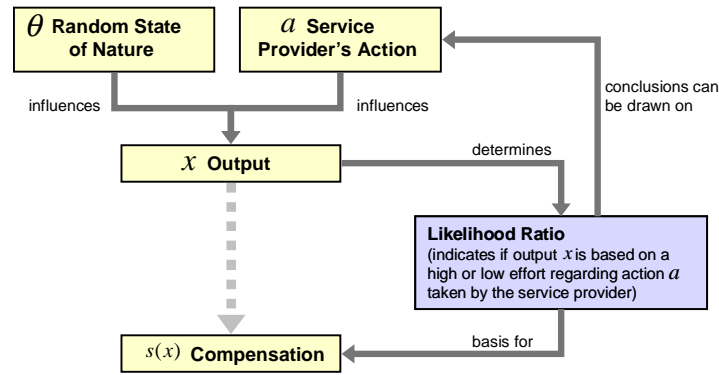 θ Random State
of Nature
a Service
Provider's Action
influences
influences
conclusions can
be drawn on
x Output
determines
Likelihood Ratio
(indicates if output x is based on a
high or low effort regarding action a
taken by the service provider)
s(x) Compensation
basis for